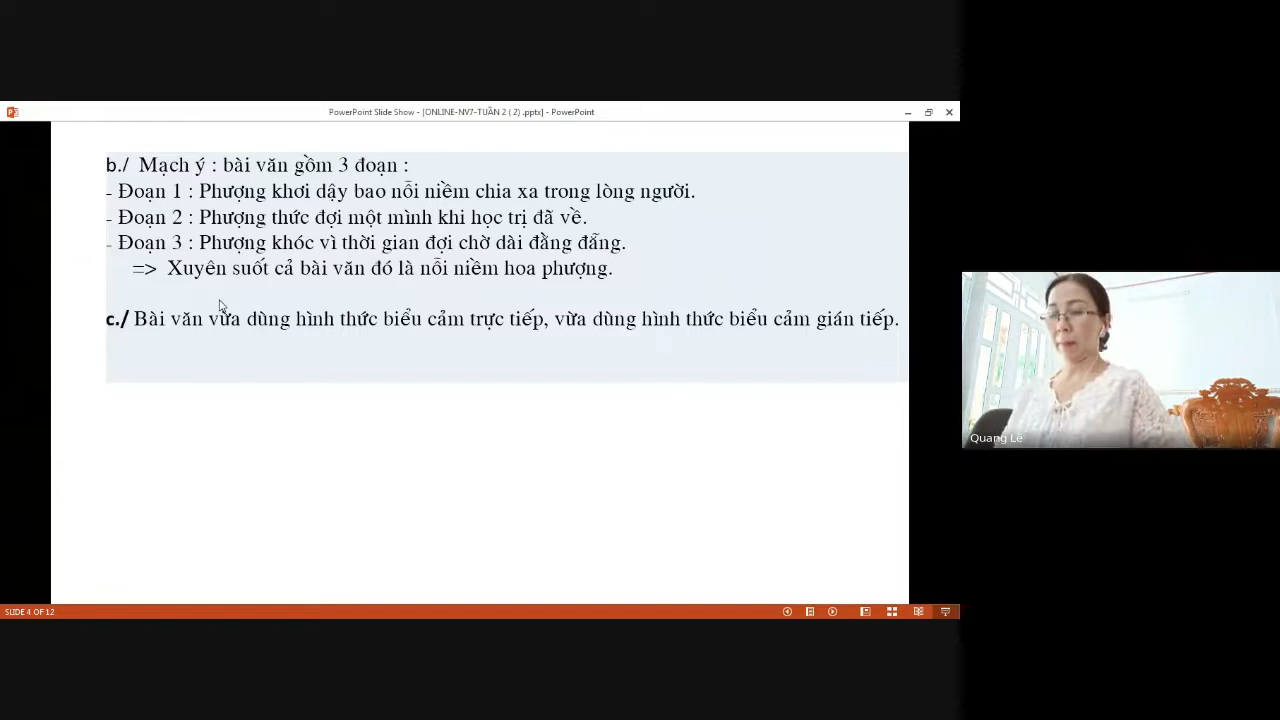 PowerPoint Slide Show - [ONLINE-NV7-TUẦN 2 ( 2) .pptx] - PowerPoint
b./ Mạch ý : bài văn gồm 3 đoạn :
- Đoạn 1 : Phượng khơi dậy bao nỗi niềm chia xa trong lòng người.
- Đoạn 2 : Phượng thức đợi một mình khi học trị đã về.
- Đoạn 3 : Phượng khóc vì thời gian đợi chờ dài đằng đẵng.
=> Xuyên suốt cả bài văn đó là nỗi niềm hoa phượng.
c./ Bài văn vừa dùng hình thức biểu cảm trực tiếp, vừa dùng hình thức biểu cảm gián tiếp.
Quang Lê
SLIDE 4 OF 12